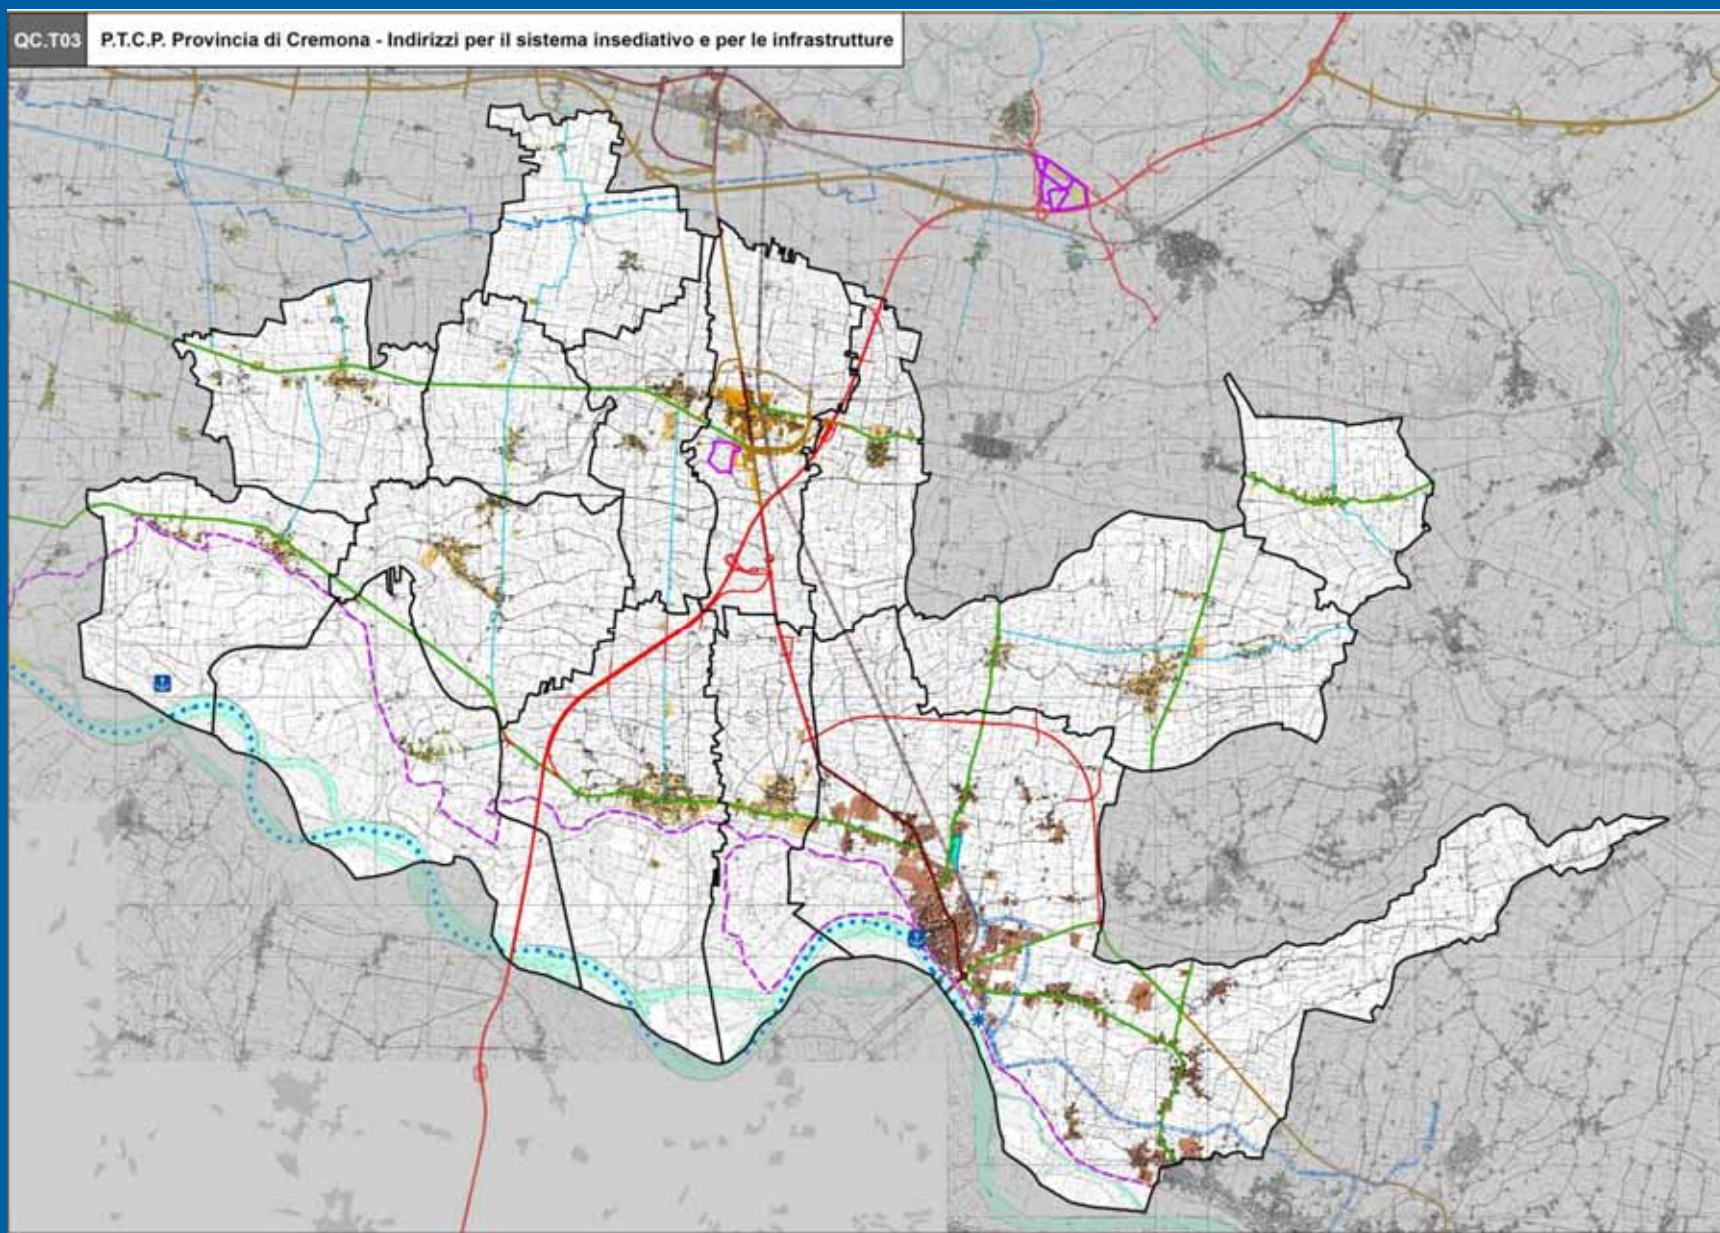 QC.T03
P.T.C.P. Provincia di Cremona - Indirizzi per il sistema insediativo e per le infrastrutture